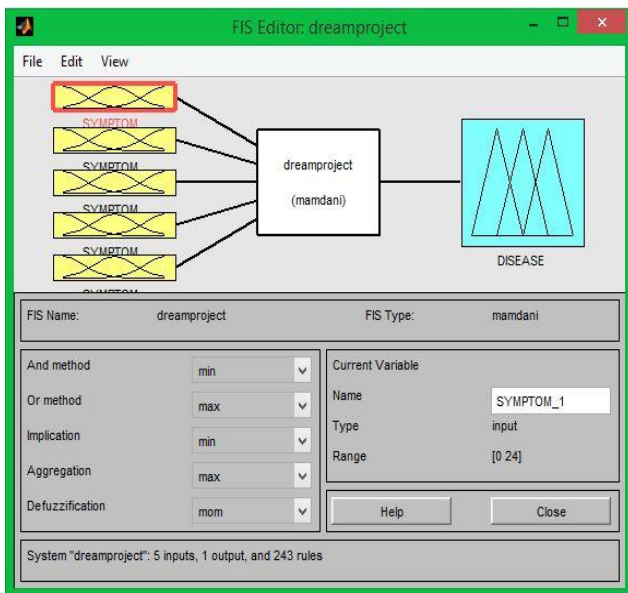 FIS Editor: dreamproject
File Edit View
SYMPTOM
SYMPTOM
SYMPTOM
SYMPTOM
SYMPTOM
dreamproject
(mamdani)
DISEASE
FIS Name: dreamproject FIS Type: mamdani
And method min
Or method max
Implication min
Aggregation max
Defuzzification mom
Current Variable
Name SYMPTOM_1
Type input
Range [0 24]
Help Close
System "dreamproject": 5 inputs, 1 output, and 243 rules